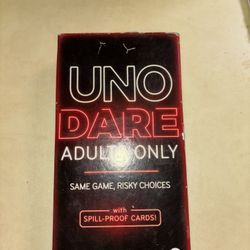 UNO
DARE
ADULTS ONLY
SAME GAME, RISKY CHOICES
with
SPILL-PROOF CARDS!